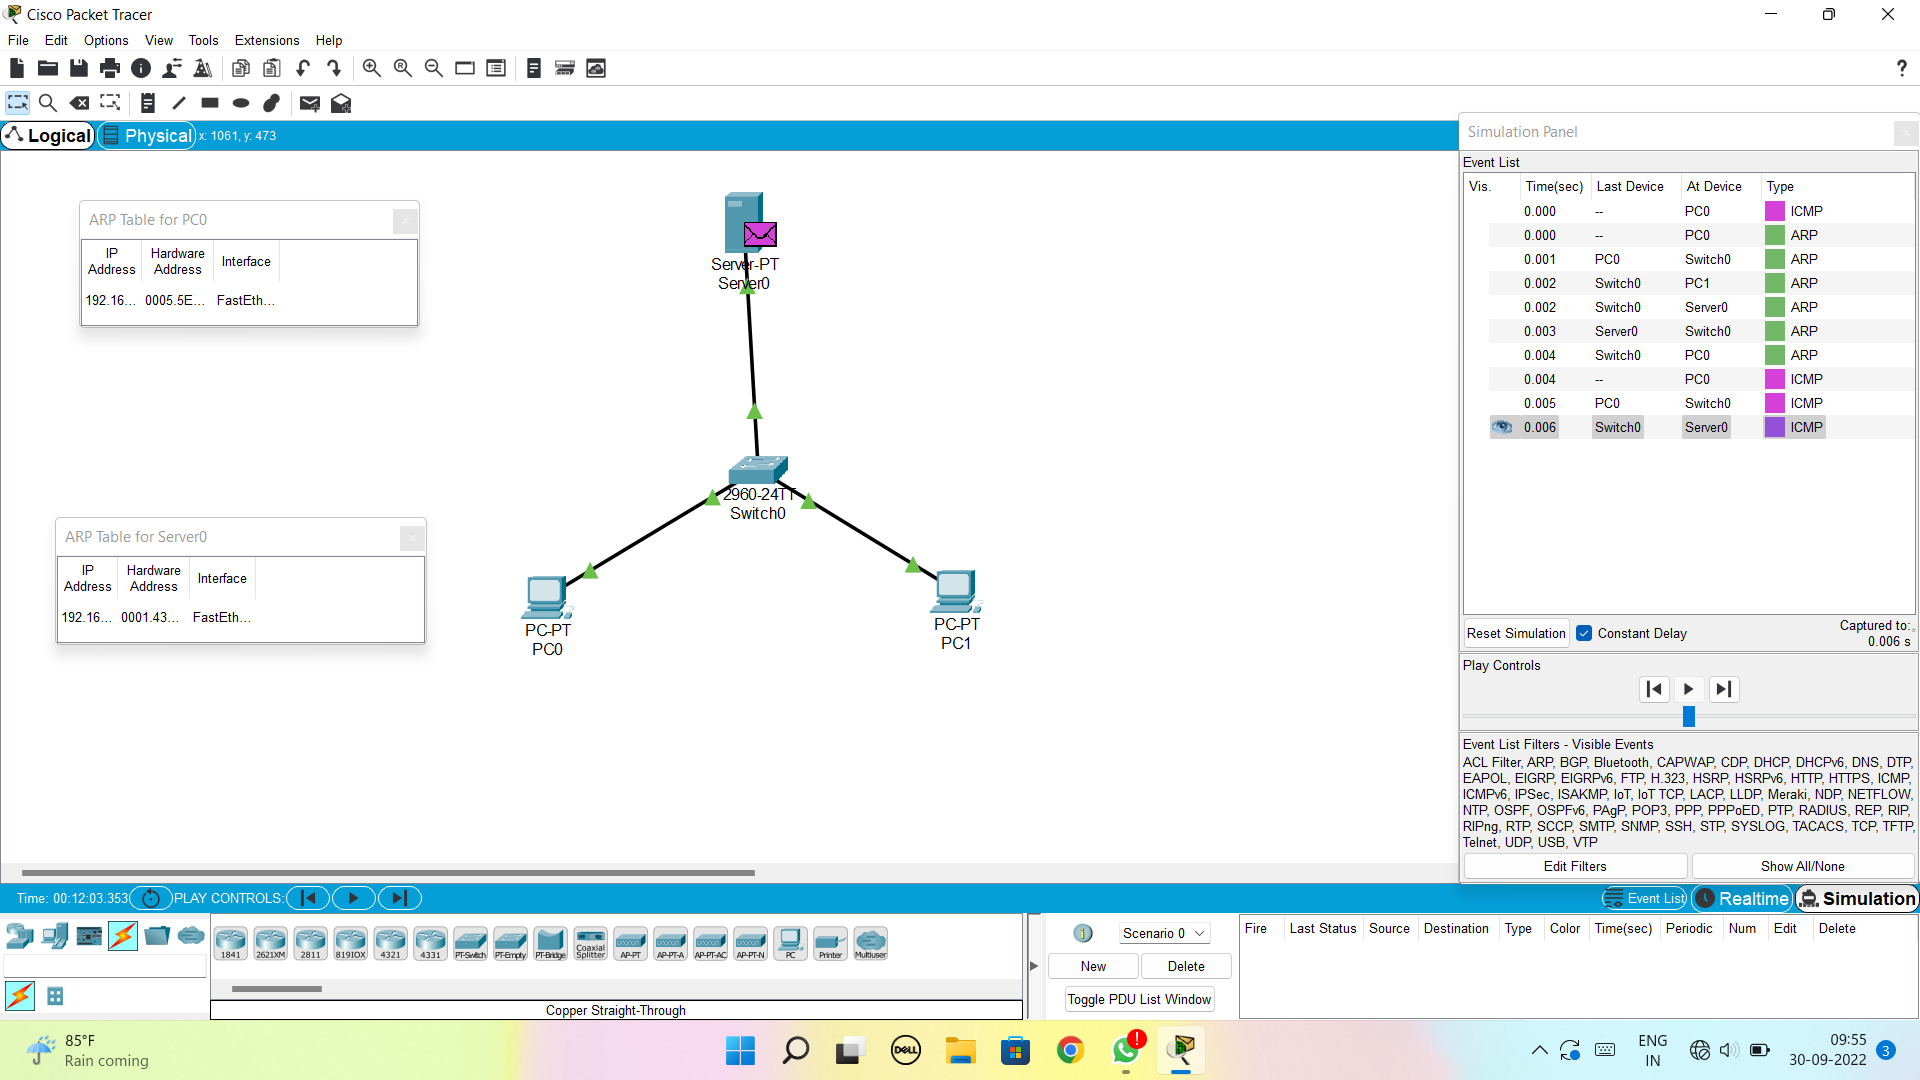 Cisco Packet Tracer
File Edit Options View Tools Extensions Help
Logical Physical x: 1061, y: 473
ARP Table for PC0
IP Address Hardware Address Interface
192.16... 0005.5E... FastEth...
Server-PT
Server0
2960-24TT
Switch0
ARP Table for Server0
IP Address Hardware Address Interface
192.16... 0001.43... FastEth...
PC-PT
PC0
PC-PT
PC1
Simulation Panel
Event List
Vis. Time(sec) Last Device At Device Type
0.000 -- PC0 ICMP
0.000 -- PC0 ARP
0.001 PC0 Switch0 ARP
0.002 Switch0 PC1 ARP
0.002 Switch0 Server0 ARP
0.003 Server0 Switch0 ARP
0.004 Switch0 PC0 ARP
0.004 -- PC0 ICMP
0.005 PC0 Switch0 ICMP
0.006 Switch0 Server0 ICMP
Reset Simulation Constant Delay
Captured to:
0.006 s
Play Controls
Event List Filters - Visible Events
ACL Filter, ARP, BGP, Bluetooth, CAPWAP, CDP, DHCP, DHCPv6, DNS, DTP,
EAPOL, EIGRP, EIGRPv6, FTP, H.323, HSRP, HSRPv6, HTTP, HTTPS, ICMP,
ICMPv6, IPSec, ISAKMP, IoT, IoT TCP, LACP, LLDP, Meraki, NDP, NETFLOW,
NTP, OSPF, OSPFv6, PAgP, POP3, PPP, PPPoED, PTP, RADIUS, REP, RIP,
RIPng, RTP, SCCP, SMTP, SNMP, SSH, STP, SYSLOG, TACACS, TCP, TFTP,
Telnet, UDP, USB, VTP
Edit Filters Show All/None
Time: 00:12:03.353 PLAY CONTROLS:
Event List Realtime Simulation
1841 2621XM 2811 819IOX 4321 4331 PT-Switch PT-Empty PT-Bridge Coaxial Splitter AP-PT AP-PT-A AP-PT-AC AP-PT-N PC Printer Multiuser
Copper Straight-Through
1 Scenario 0
New Delete
Toggle PDU List Window
Fire Last Status Source Destination Type Color Time(sec) Periodic Num Edit Delete
85°F
Rain coming
DELL
ENG
IN
09:55
30-09-2022
3